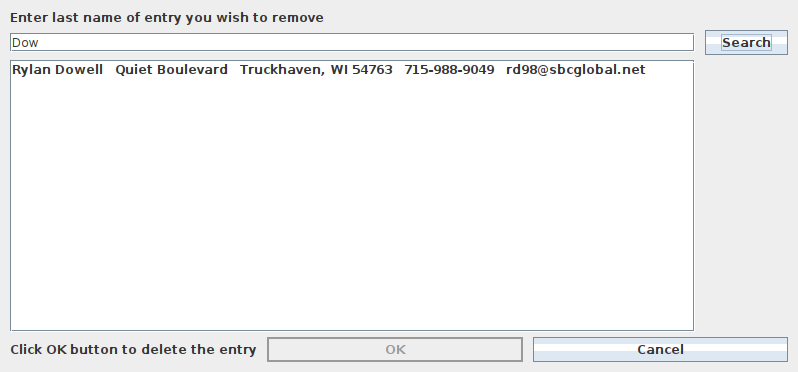 Enter last name of entry you wish to remove
Dow
Search
Rylan Dowell Quiet Boulevard Truckhaven, WI 54763 715-988-9049 rd98@sbcglobal.net
Click OK button to delete the entry
OK
Cancel